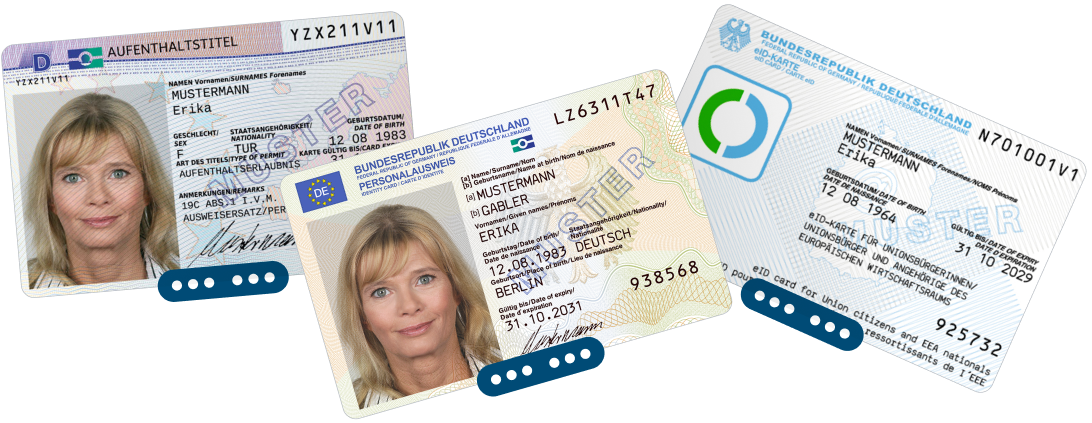 D AUFENTHALTSTITEL YZX211V11
YZX211V11
NAMEN Vornamen/SURNAMES Forenames
MUSTERMANN
Erika
GESCHLECHT/
SEX
F
STAATSANGEHÖRIGKEIT/
NATIONALITY
TUR
GEBURTSDATUM/
DATE OF BIRTH
12 08 1983
ART DES TITELS/TYPE OF PERMIT
KARTE GÜLTIG BIS/CARD
31
AUFENTHALTSERLAUBNIS
ANMERKUNGEN/REMARKS
19C ABS.1 I.V.M.
AUSWEISERSATZ/PER
MUSTER
Mustermann
DE
BUNDESREPUBLIK DEUTSCHLAND
FEDERAL REPUBLIC OF GERMANY / RÉPUBLIQUE FÉDÉRALE D'ALLEMAGNE
PERSONALAUSWEIS
IDENTITY CARD / CARTE D'IDENTITÉ
LZ6311T47
[a] Name/Surname/Nom
[b] Geburtsname/Name at birth/Nom de naissance
[a] MUSTERMANN
[b] GABLER
Vornamen/Given names/Prénoms
ERIKA
Geburtstag/Date of birth/
Date de naissance
12.08.1983
Staatsangehörigkeit/Nationality/
Nationalité
DEUTSCH
Geburtsort/Place of birth/Lieu de naissance
BERLIN
Gültig bis/Date of expiry/
Date d'expiration
31.10.2031
938568
MUSTER
Mustermann
BUNDESREPUBLIK DEUTSCHLAND
FEDERAL REPUBLIC OF GERMANY / RÉPUBLIQUE FÉDÉRALE D'ALLEMAGNE
eID-KARTE
eID CARD / CARTE eID
N701001V1
NAMEN Vornamen/SURNAMES Forenames/NOMS Prénoms
MUSTERMANN
Erika
GEBURTSDATUM/DATE OF BIRTH
DATE DE NAISSANCE
12 08 1964
MUSTER
GÜLTIG BIS/DATE OF EXPIRY
DATE D'EXPIRATION
31 10 2029
eID-KARTE FÜR UNIONSBÜRGERINNEN/
UNIONSBÜRGER UND ANGEHÖRIGE DES
EUROPÄISCHEN WIRTSCHAFTSRAUMS
925732
eID card for Union citizens and EEA nationals
ressortissants de l'EEE